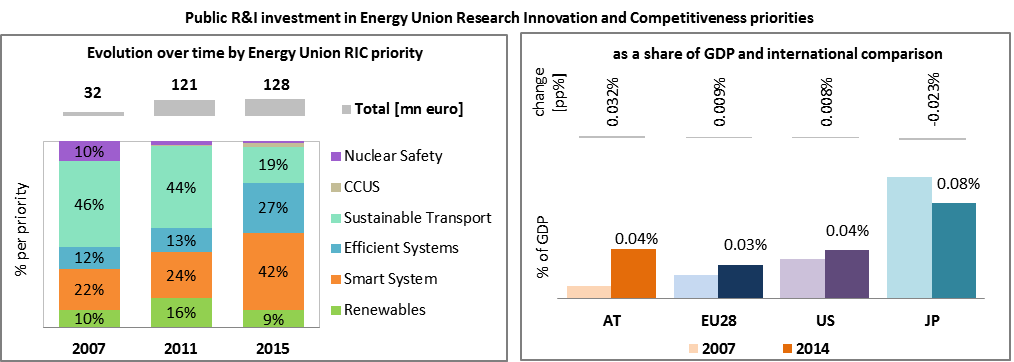 Public R&I investment in Energy Union Research Innovation and Competitiveness priorities
Evolution over time by Energy Union RIC priority
32
121
128
Total [mn euro]
% per priority
10%
46%
12%
22%
10%
44%
13%
24%
16%
19%
27%
42%
9%
2007
2011
2015
Nuclear Safety
CCUS
Sustainable Transport
Efficient Systems
Smart System
Renewables
as a share of GDP and international comparison
change
[pp%]
0.032%
0.009%
0.008%
-0.023%
% of GDP
0.04%
0.03%
0.04%
0.08%
AT
EU28
US
JP
2007
2014